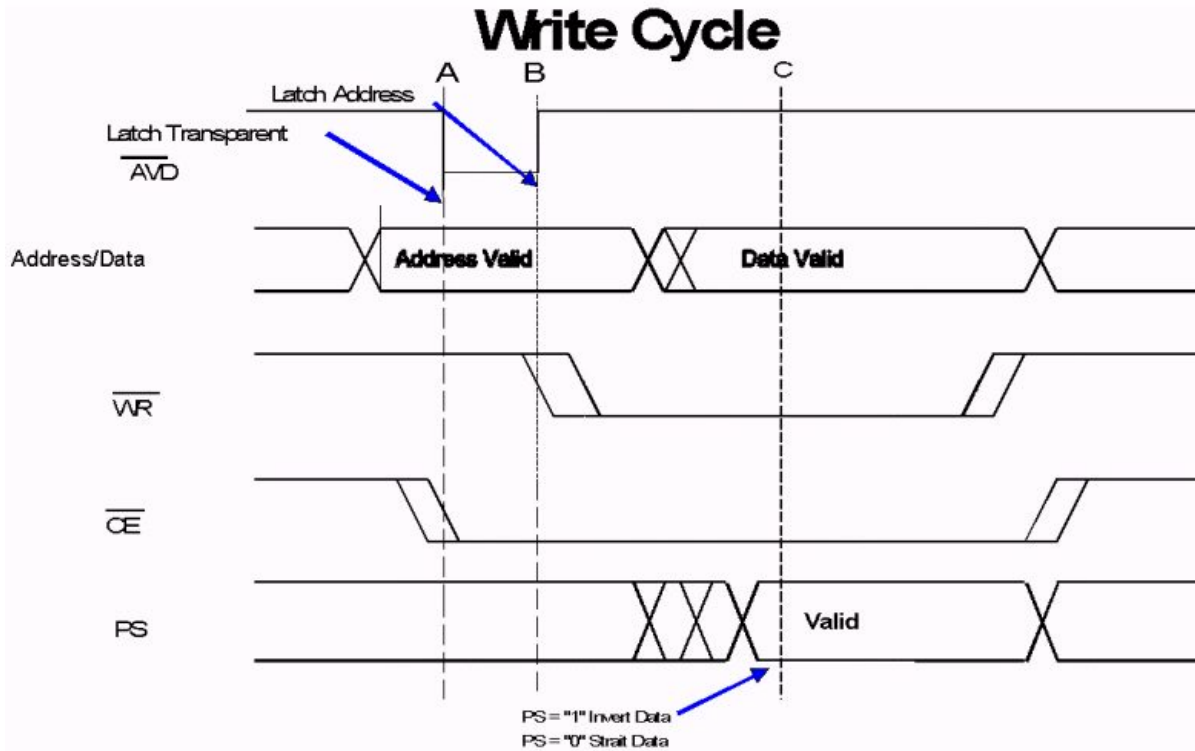 Write Cycle
A
B
C
Latch Address
Latch Transparent
AVD
Address/Data
Address Valid
Data Valid
WR
CE
PS
Valid
PS = "1" Invert Data
PS = "0" Strait Data